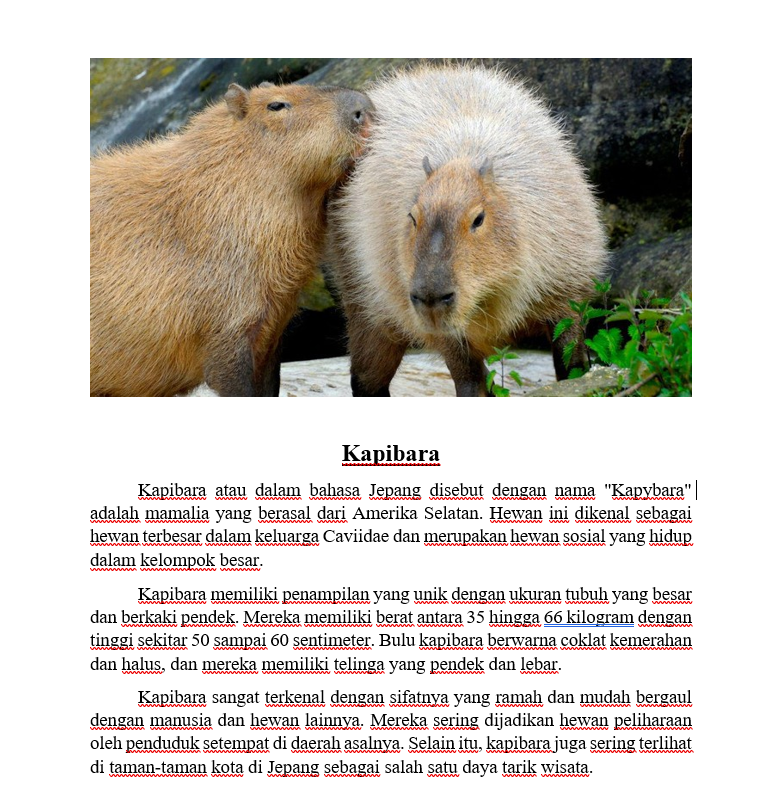 Kapibara
Kapibara atau dalam bahasa Jepang disebut dengan nama "Kapybara"
adalah mamalia yang berasal dari Amerika Selatan. Hewan ini dikenal sebagai
hewan terbesar dalam keluarga Caviidae dan merupakan hewan sosial yang hidup
dalam kelompok besar.
Kapibara memiliki penampilan yang unik dengan ukuran tubuh yang besar
dan berkaki pendek. Mereka memiliki berat antara 35 hingga 66 kilogram dengan
tinggi sekitar 50 sampai 60 sentimeter. Bulu kapibara berwarna coklat kemerahan
dan halus, dan mereka memiliki telinga yang pendek dan lebar.
Kapibara sangat terkenal dengan sifatnya yang ramah dan mudah bergaul
dengan manusia dan hewan lainnya. Mereka sering dijadikan hewan peliharaan
oleh penduduk setempat di daerah asalnya. Selain itu, kapibara juga sering terlihat
di taman-taman kota di Jepang sebagai salah satu daya tarik wisata.